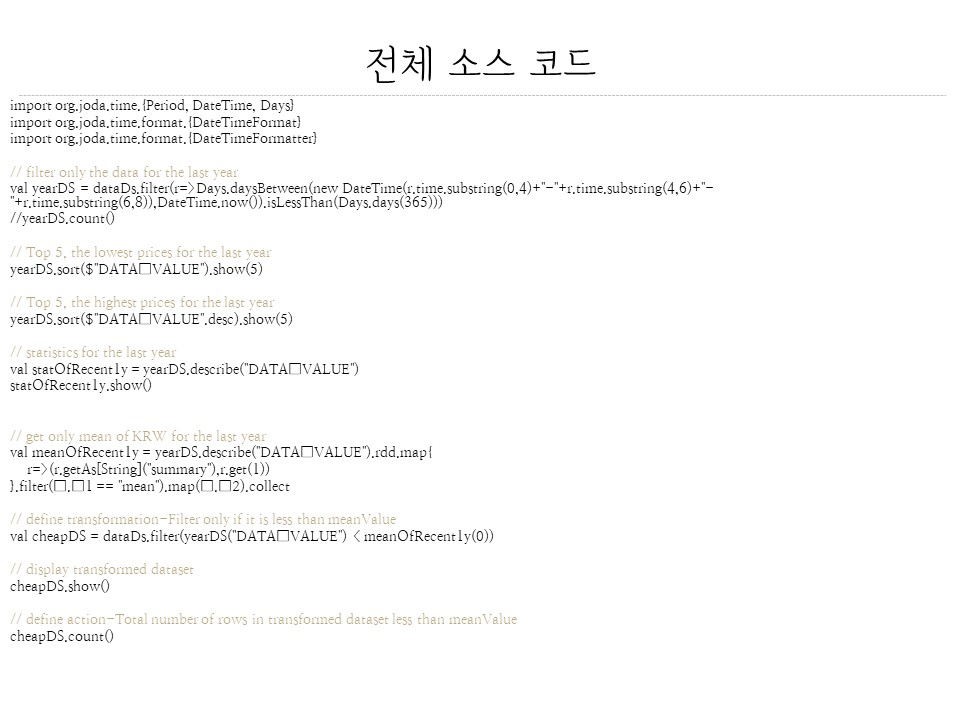 전체 소스 코드
import org.joda.time.{Period, DateTime, Days}
import org.joda.time.format.{DateTimeFormat}
import org.joda.time.format.{DateTimeFormatter}
// filter only the data for the last year
val yearDS = dataDs.filter(r=>Days.daysBetween(new DateTime(r.time.substring(0,4)+"-"+r.time.substring(4,6)+"-
"+r.time.substring(6,8)),DateTime.now()).isLessThan(Days.days(365)))
//yearDS.count()
// Top 5, the lowest prices for the last year
yearDS.sort($"DATA□VALUE").show(5)
// Top 5, the highest prices for the last year
yearDS.sort($"DATA□VALUE".desc).show(5)
// statistics for the last year
val statOfRecently = yearDS.describe("DATA□VALUE")
statOfRecently.show()
// get only mean of KRW for the last year
val meanOfRecently = yearDS.describe("DATA□VALUE").rdd.map{
r=>(r.getAs[String]("summary"),r.get(1))
}.filter(□.□1 == "mean").map(□.□2).collect
// define transformation-Filter only if it is less than meanValue
val cheapDS = dataDs.filter(yearDS("DATA□VALUE") < meanOfRecently(0))
// display transformed dataset
cheapDS.show()
// define action-Total number of rows in transformed dataset less than meanValue
cheapDS.count()